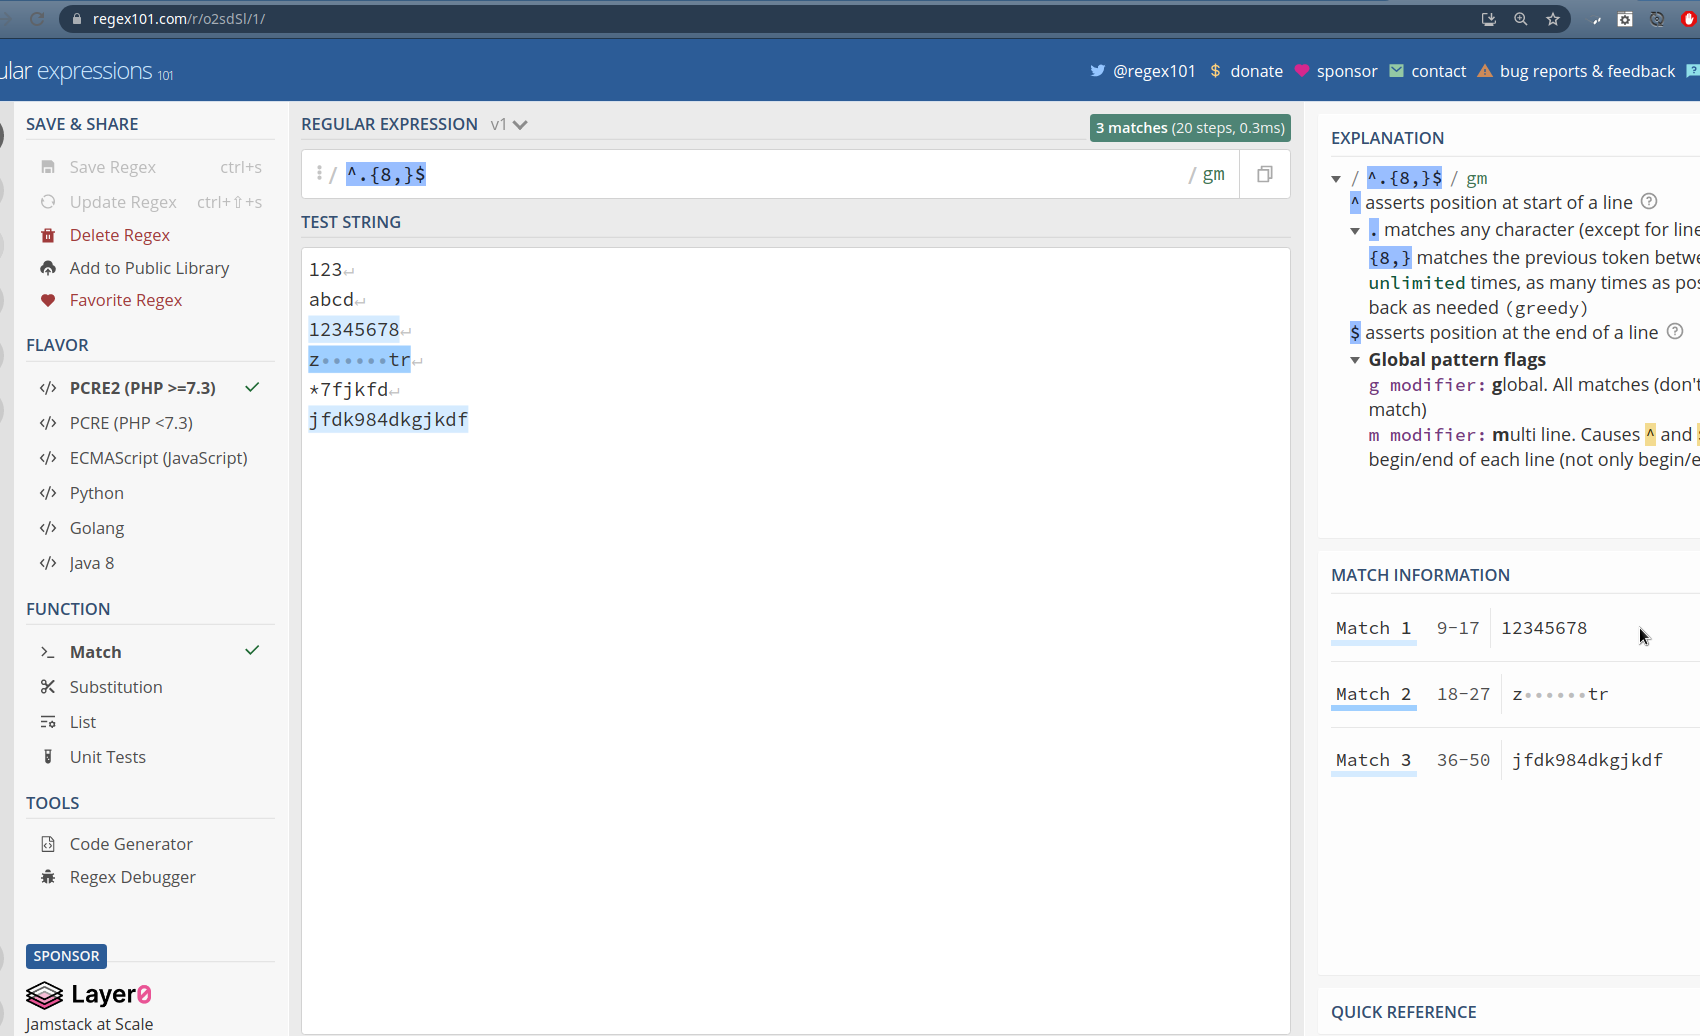 regex101.com/r/o2sdSl/1/
ular expressions 101
@regex101 $ donate sponsor contact bug reports & feedback
SAVE & SHARE
Save Regex ctrl+s
Update Regex ctrl+⇧+s
Delete Regex
Add to Public Library
Favorite Regex
FLAVOR
</> PCRE2 (PHP >=7.3)
</> PCRE (PHP <7.3)
</> ECMAScript (JavaScript)
</> Python
</> Golang
</> Java 8
FUNCTION
Match
Substitution
List
Unit Tests
TOOLS
Code Generator
Regex Debugger
SPONSOR
Layer0
Jamstack at Scale
REGULAR EXPRESSION v1
3 matches (20 steps, 0.3ms)
/ ^.{8,}$ / gm
TEST STRING
123↵
abcd↵
12345678↵
z••••••tr↵
*7fjkfd↵
jfdk984dkgjkdf
EXPLANATION
/ ^.{8,}$ / gm
^ asserts position at start of a line
. matches any character (except for line
{8,} matches the previous token betwe
unlimited times, as many times as pos
back as needed (greedy)
$ asserts position at the end of a line
Global pattern flags
g modifier: global. All matches (don't
match)
m modifier: multi line. Causes ^ and $
begin/end of each line (not only begin/e
MATCH INFORMATION
Match 1 9-17 12345678
Match 2 18-27 z••••••tr
Match 3 36-50 jfdk984dkgjkdf
QUICK REFERENCE